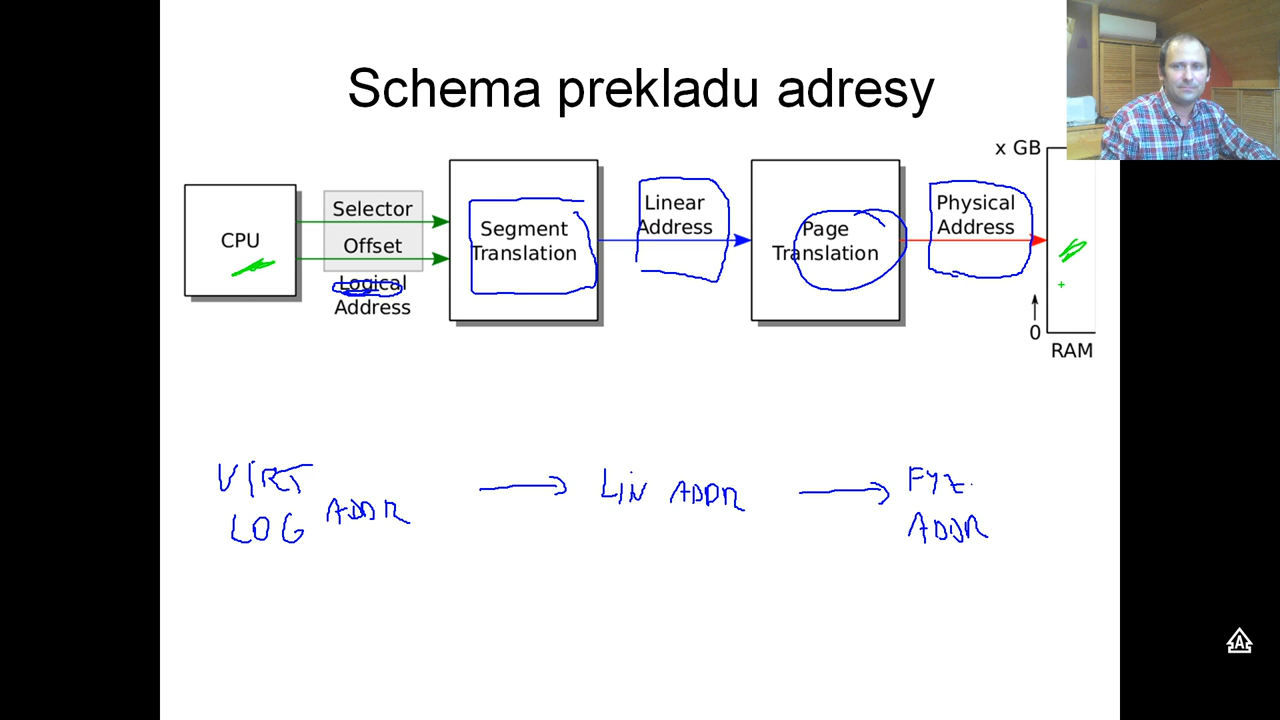 Schema prekladu adresy
x GB
CPU
Selector
Offset
Logical
Address
Segment
Translation
Linear
Address
Page
Translation
Physical
Address
0
RAM
VIRT
LOG ADDR
LIN ADDR
FYZ.
ADDR
A